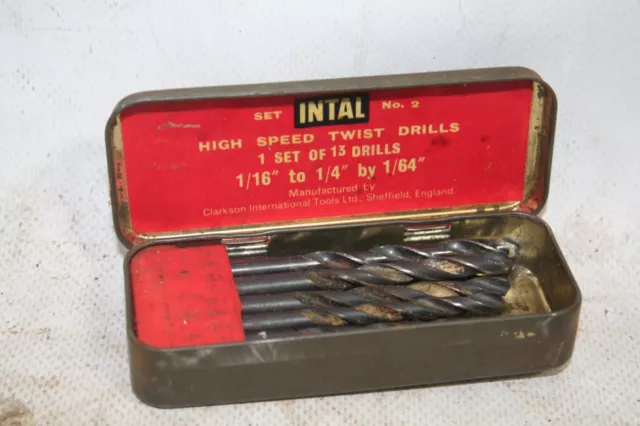 SET INTAL No. 2
HIGH SPEED TWIST DRILLS
1 SET OF 13 DRILLS
1/16" to 1/4" by 1/64"
Manufactured by
Clarkson International Tools Ltd., Sheffield, England.